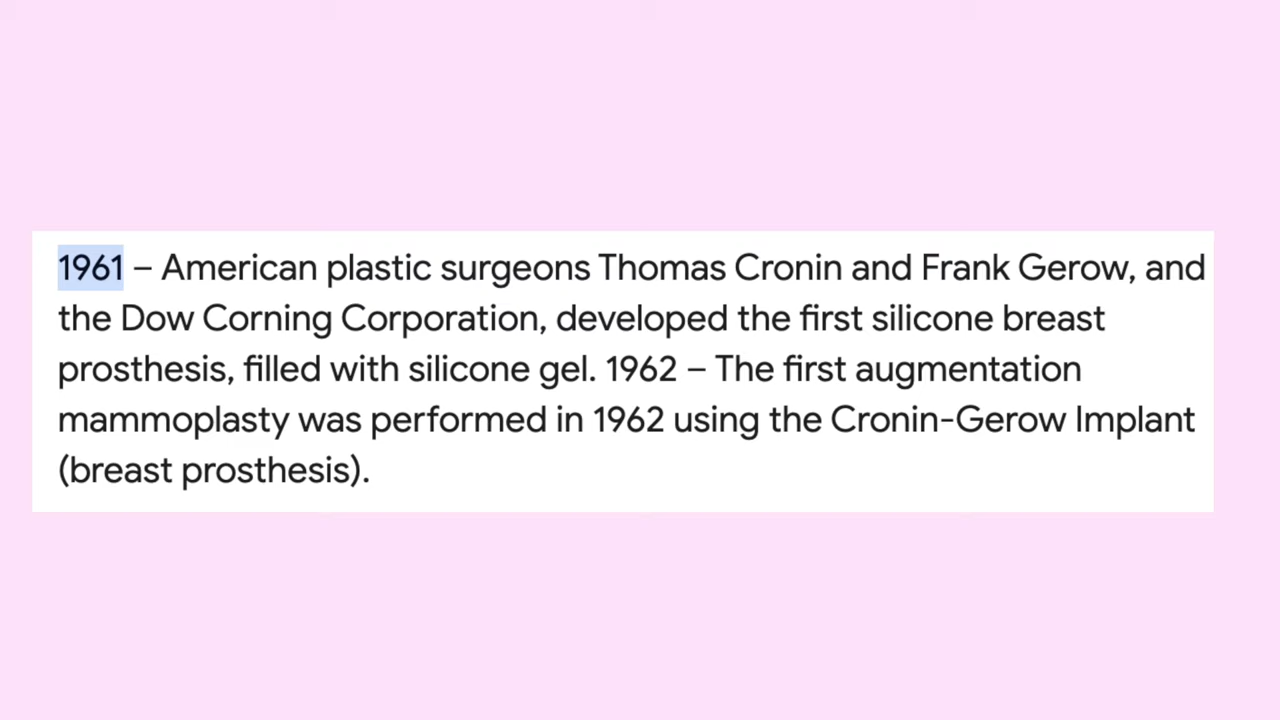 1961 – American plastic surgeons Thomas Cronin and Frank Gerow, and
the Dow Corning Corporation, developed the first silicone breast
prosthesis, filled with silicone gel. 1962 – The first augmentation
mammoplasty was performed in 1962 using the Cronin-Gerow Implant
(breast prosthesis).